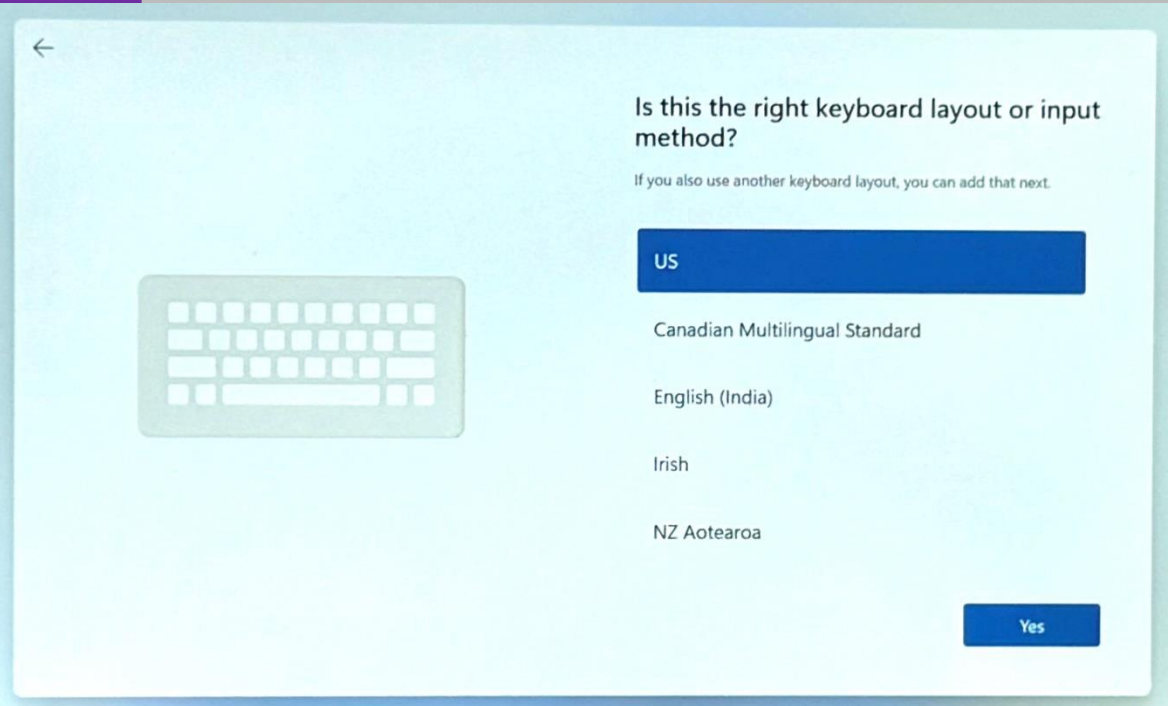 Is this the right keyboard layout or input
method?
If you also use another keyboard layout, you can add that next.
US
Canadian Multilingual Standard
English (India)
Irish
NZ Aotearoa
Yes